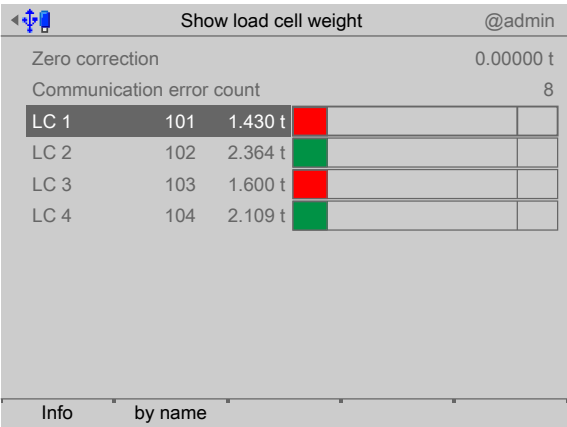 Show load cell weight @admin
Zero correction 0.00000 t
Communication error count 8
LC 1 101 1.430 t
LC 2 102 2.364 t
LC 3 103 1.600 t
LC 4 104 2.109 t
Info by name